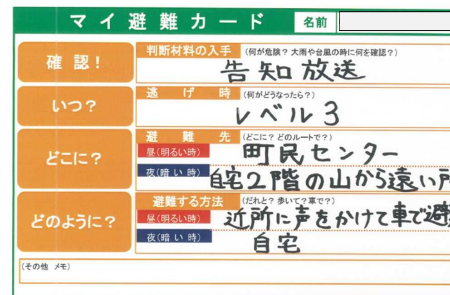 マイ避難カード 名前
確認! 判断材料の入手 (何が危険? 大雨や台風の時に何を確認?)
告知放送
いつ? 逃げ時 (何がどうなったら?)
レベル3
どこに? 避難先 (どこに? どのルートで?)
昼(明るい時) 町民センター
夜(暗い時) 自宅2階の山から遠い
どのように? 避難する方法 (だれと? 歩いて? 車で?)
昼(明るい時) 近所に声をかけて車で避
夜(暗い時) 自宅
(その他 メモ)